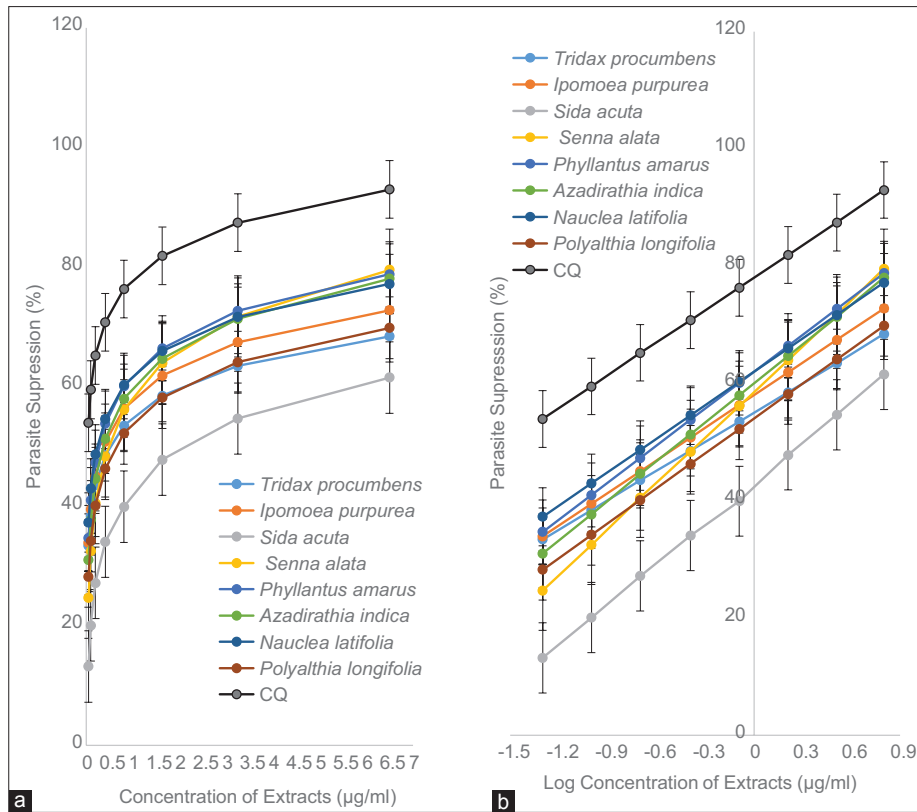 120
100
80
60
40
20
0
Parasite Supression (%)
Tridax procumbens
Ipomoea purpurea
Sida acuta
Senna alata
Phyllantus amarus
Azadirathia indica
Nauclea latifolia
Polyalthia longifolia
CQ
0 0.5 1 1.5 2 2.5 3 3.5 4 4.5 5 5.5 6 6.5 7
Concentration of Extracts (µg/ml)
a
Tridax procumbens
Ipomoea purpurea
Sida acuta
Senna alata
Phyllantus amarus
Azadirathia indica
Nauclea latifolia
Polyalthia longifolia
CQ
120
100
80
60
40
20
0
Parasite Supression (%)
-1.5 -1.2 -0.9 -0.6 -0.3 0 0.3 0.6 0.9
Log Concentration of Extracts (µg/ml)
b